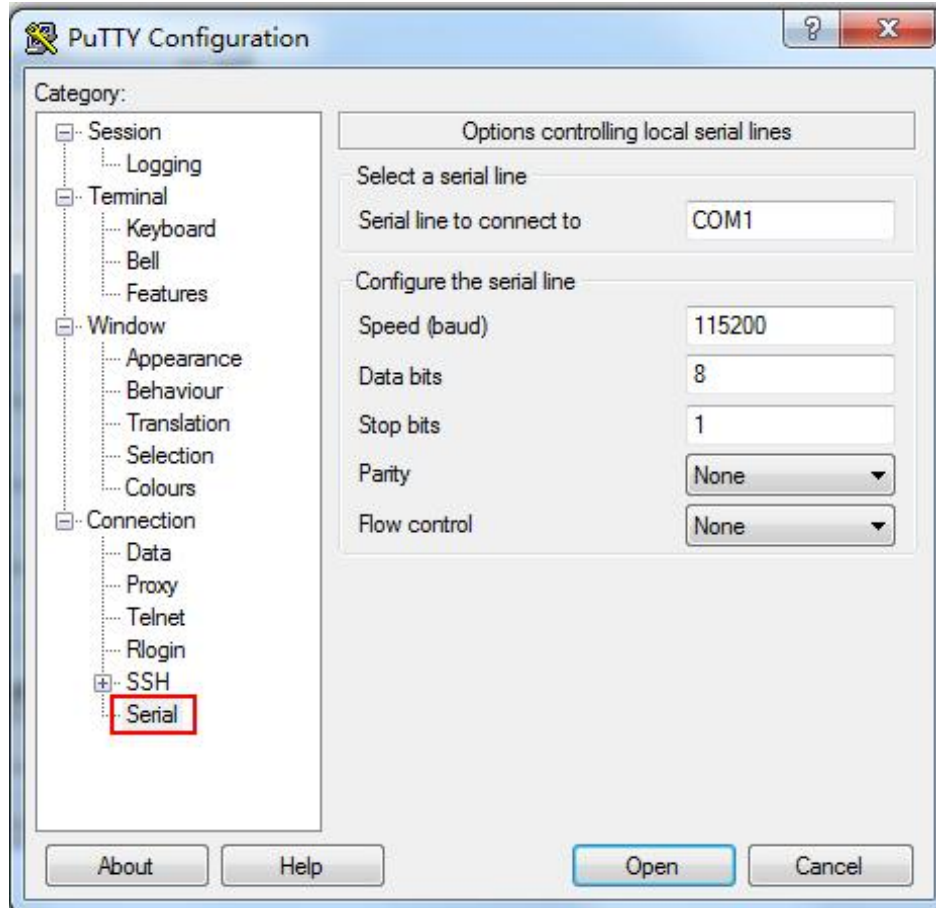 PuTTY Configuration
Category:
Session
Logging
Terminal
Keyboard
Bell
Features
Window
Appearance
Behaviour
Translation
Selection
Colours
Connection
Data
Proxy
Telnet
Rlogin
SSH
Serial
Options controlling local serial lines
Select a serial line
Serial line to connect to COM1
Configure the serial line
Speed (baud) 115200
Data bits 8
Stop bits 1
Parity None
Flow control None
About Help Open Cancel